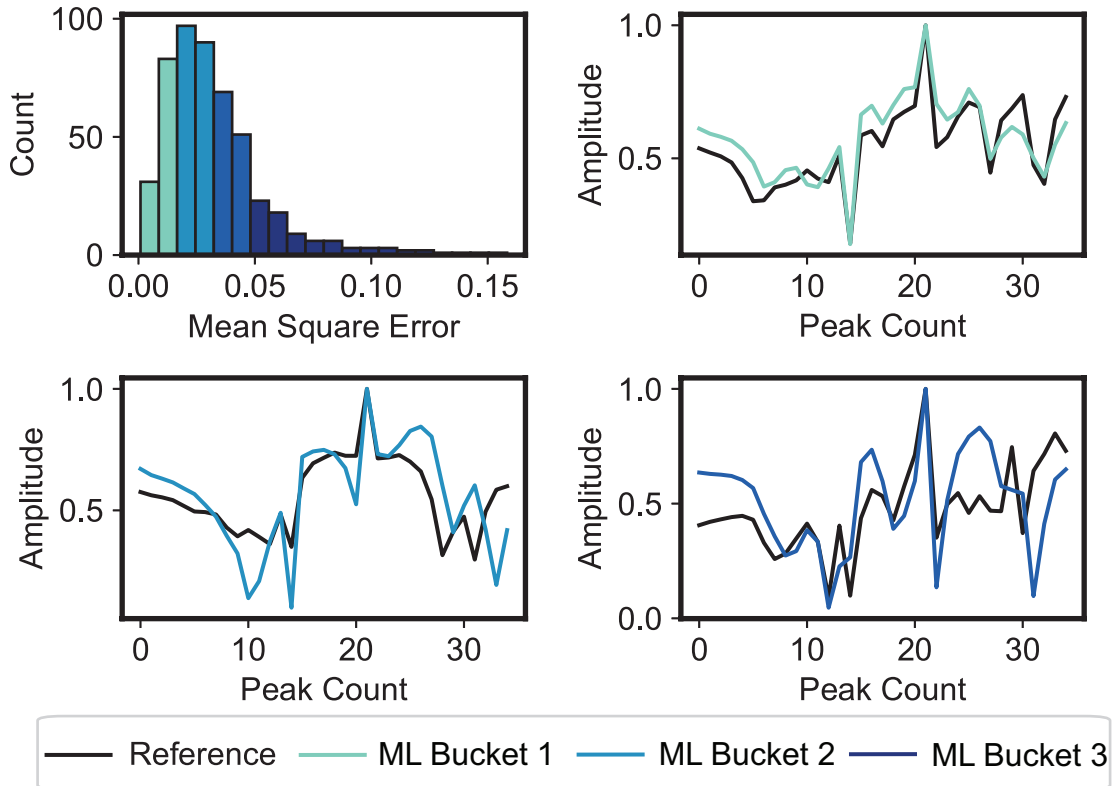 100
50
0
Count
0.00 0.05 0.10 0.15
Mean Square Error
1.0
0.5
Amplitude
0 10 20 30
Peak Count
1.0
0.5
Amplitude
0 10 20 30
Peak Count
1.0
0.5
0.0
Amplitude
0 10 20 30
Peak Count
Reference ML Bucket 1 ML Bucket 2 ML Bucket 3